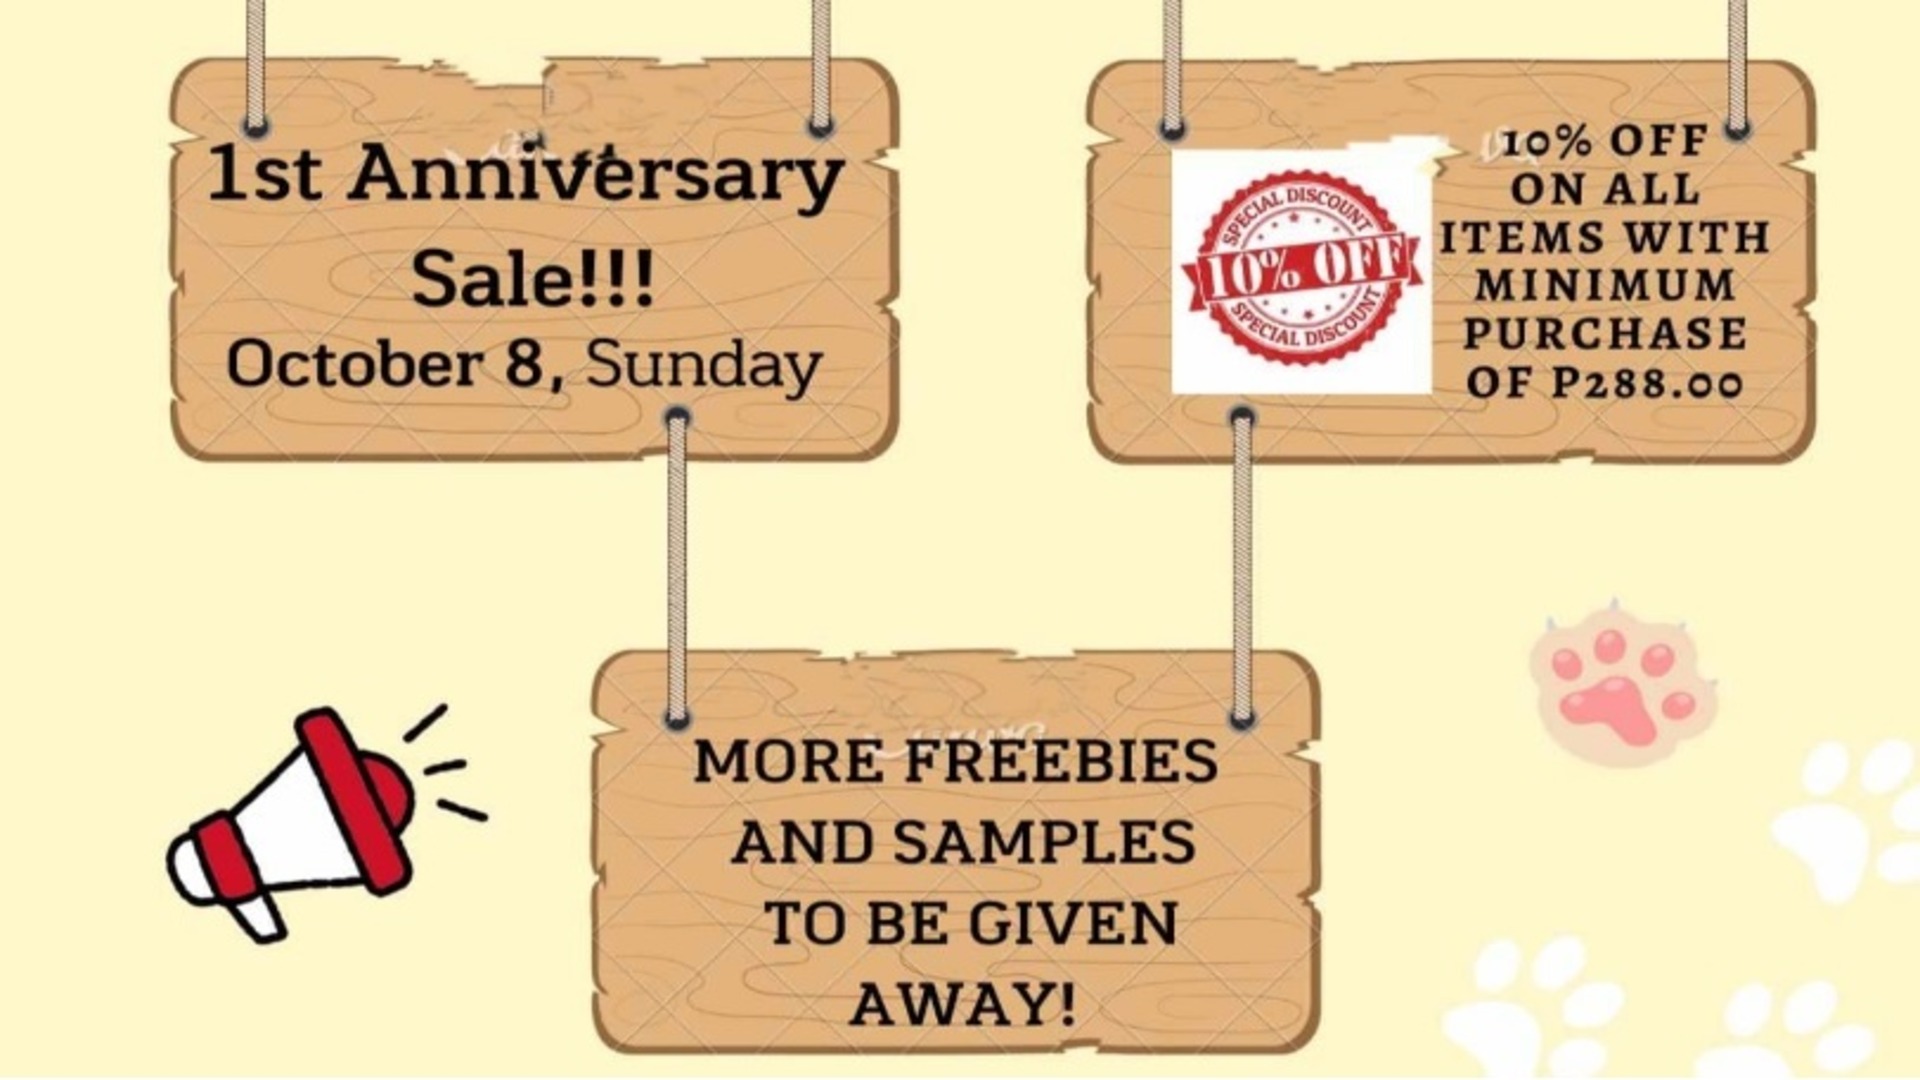 1st Anniversary
Sale!!!
October 8, Sunday
SPECIAL DISCOUNT
10% OFF
SPECIAL DISCOUNT
10% OFF
ON ALL
ITEMS WITH
MINIMUM
PURCHASE
OF P288.00
MORE FREEBIES
AND SAMPLES
TO BE GIVEN
AWAY!